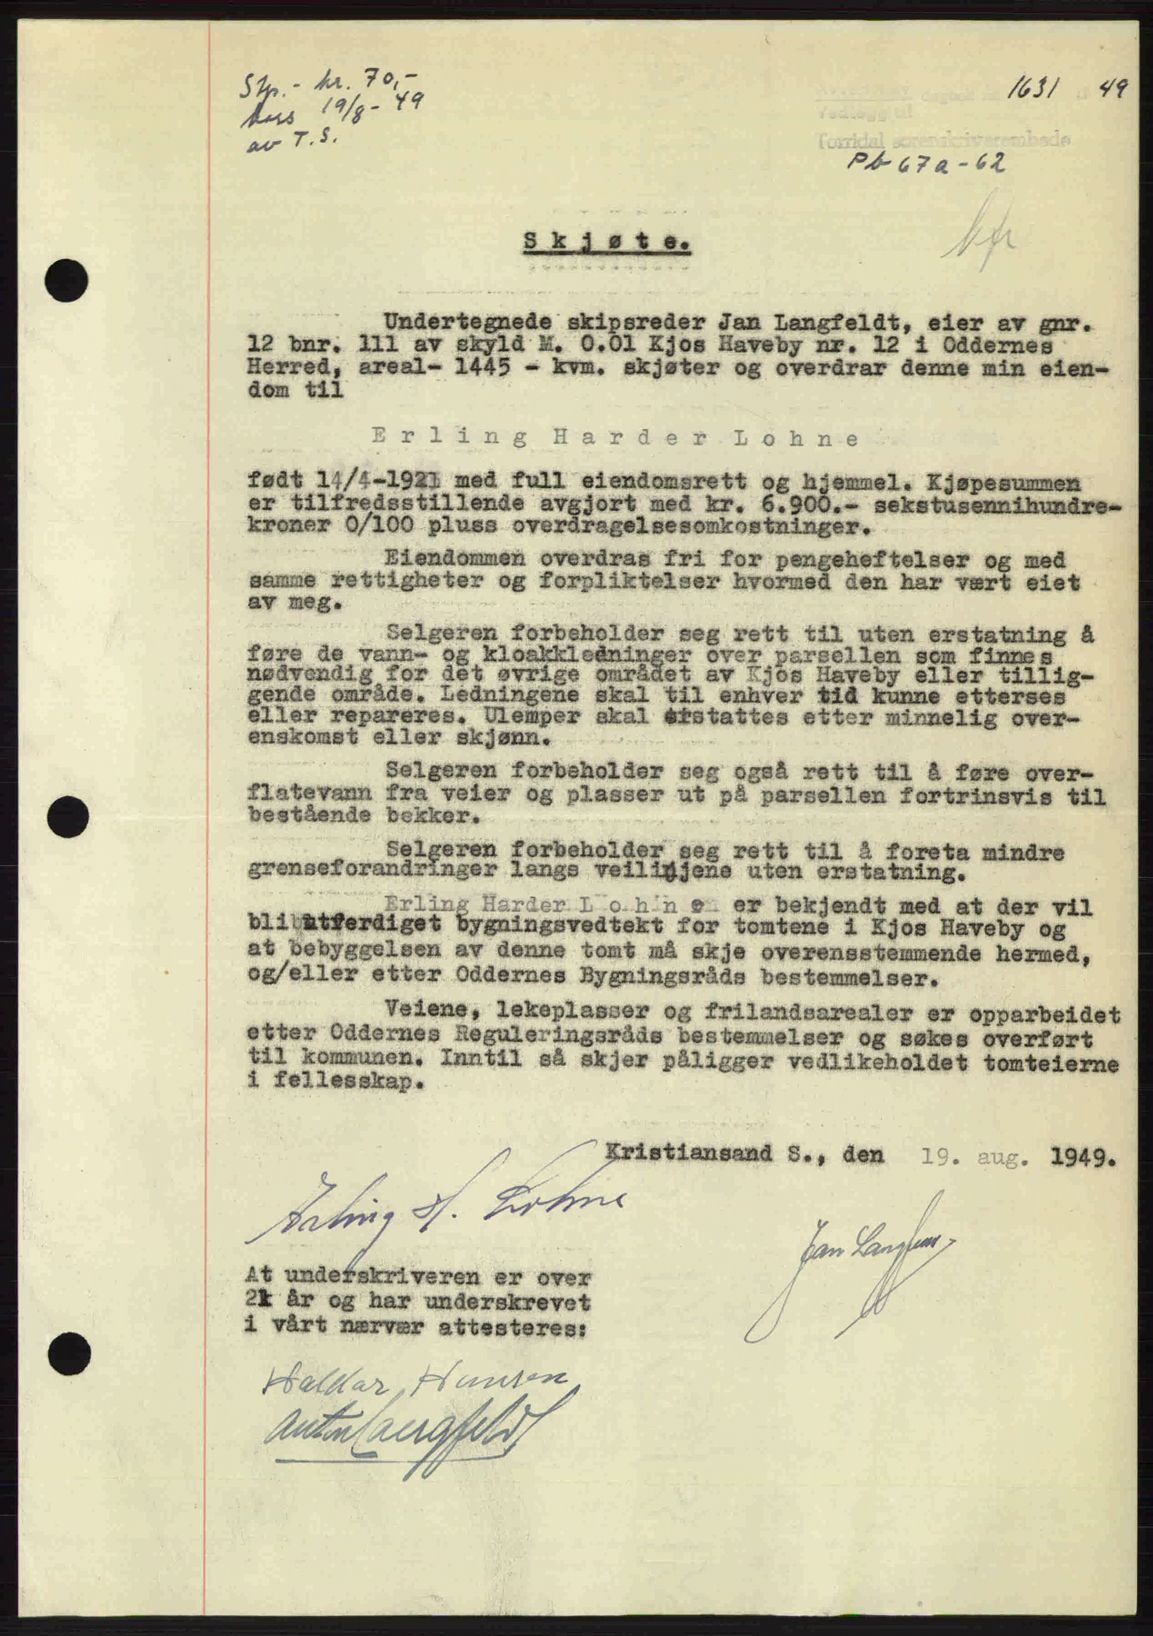 Stp.- kr. 70,-
kass 19/8-49
av T.S.
1631 49
dagbok
Vedlegg til
Torridal sorenskriverembede
Pb 67a-62
Skjøte.
Undertegnede skipsreder Jan Langfeldt, eier av gnr.
12 bnr. 111 av skyld M. 0.01 Kjos Haveby nr. 12 i Oddernes
Herred, areal- 1445 - kvm. skjøter og overdrar denne min eien-
dom til
Erling Harder Lohne
født 14/4-1921 med full eiendomsrett og hjemmel. Kjøpesummen
er tilfredsstillende avgjort med kr. 6.900.- sekstusennihundre-
kroner 0/100 pluss overdragelsesomkostninger.
Eiendommen overdras fri for pengeheftelser og med
samme rettigheter og forpliktelser hvormed den har vært eiet
av meg.
Selgeren forbeholder seg rett til uten erstatning å
føre de vann- og kloakkledninger over parsellen som finnes
nødvendig for det øvrige området av Kjos Haveby eller tillig-
gende område. Ledningene skal til enhver tid kunne etterses
eller repareres. Ulemper skal erstattes etter minnelig over-
enskomst eller skjønn.
Selgeren forbeholder seg også rett til å føre over-
flatevann fra veier og plasser ut på parsellen fortrinsvis til
bestående bekker.
Selgeren forbeholder seg rett til å foreta mindre
grenseforandringer langs veilinjene uten erstatning.
Erling Harder Lohne er bekjendt med at der vil
bli utferdiget bygningsvedtekt for tomtene i Kjos Haveby og
at bebyggelsen av denne tomt må skje overensstemmende hermed,
og/eller etter Oddernes Bygningsråds bestemmelser.
Veiene, lekeplasser og frilandsarealer er opparbeidet
etter Oddernes Reguleringsråds bestemmelser og søkes overført
til kommunen. Inntil så skjer påligger vedlikeholdet tomteierne
i fellesskap.
Kristiansand S., den 19. aug. 1949.
Erling H. Lohne
Jan Langfeldt
At underskriveren er over
21 år og har underskrevet
i vårt nærvær attesteres:
Haldar Hansen
Anton Langfeldt